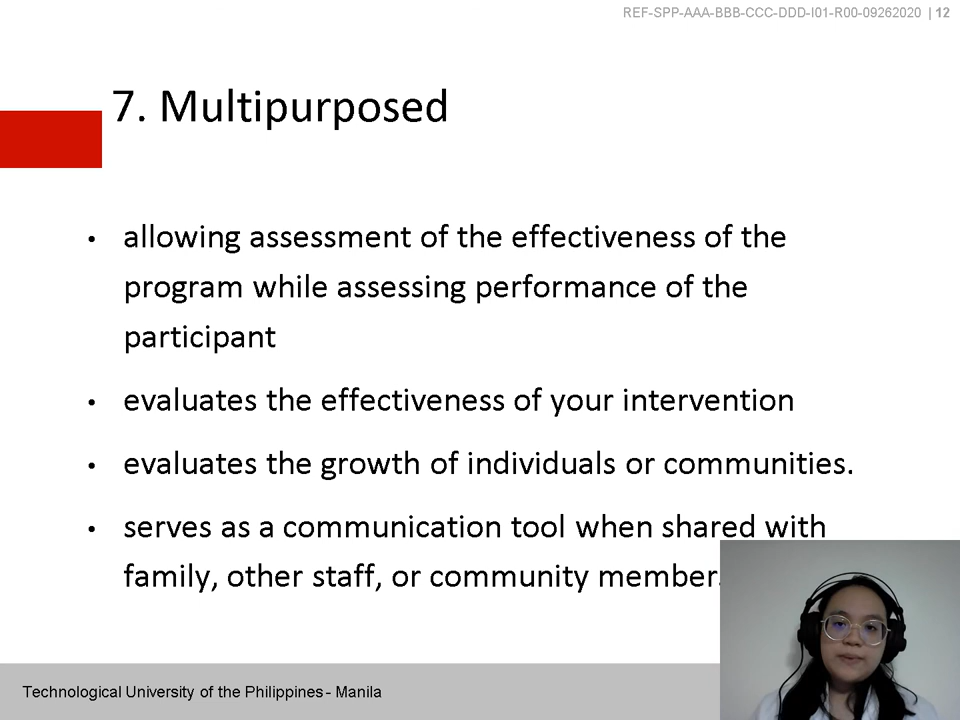 REF-SPP-AAA-BBB-CCC-DDD-I01-R00-09262020 | 12
7. Multipurposed
• allowing assessment of the effectiveness of the
program while assessing performance of the
participant
• evaluates the effectiveness of your intervention
• evaluates the growth of individuals or communities.
• serves as a communication tool when shared with
family, other staff, or community member
Technological University of the Philippines - Manila